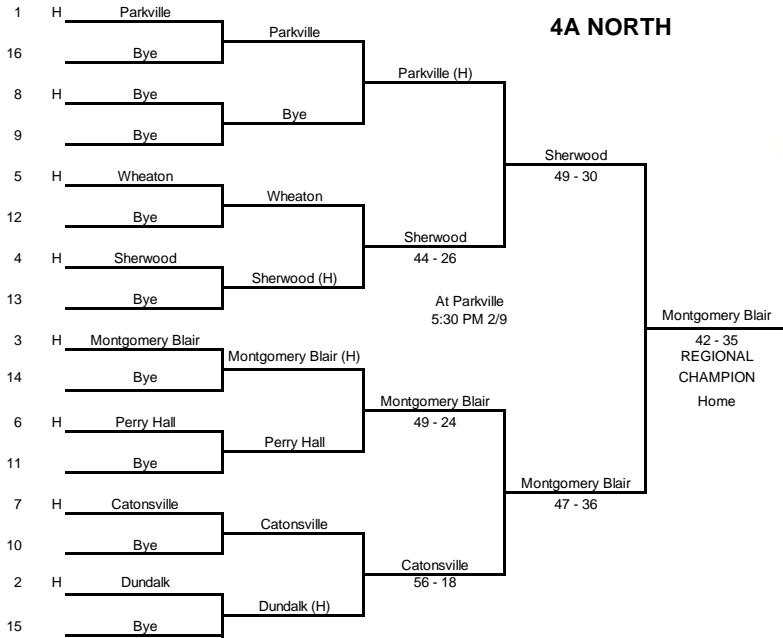 4A NORTH
1 H Parkville
16 Bye
Parkville
8 H Bye
9 Bye
Bye
Parkville (H)
5 H Wheaton
12 Bye
Wheaton
4 H Sherwood
13 Bye
Sherwood (H)
Sherwood
44 - 26
Sherwood
49 - 30
At Parkville
5:30 PM 2/9
3 H Montgomery Blair
14 Bye
Montgomery Blair (H)
6 H Perry Hall
11 Bye
Perry Hall
Montgomery Blair
49 - 24
7 H Catonsville
10 Bye
Catonsville
2 H Dundalk
15 Bye
Dundalk (H)
Catonsville
56 - 18
Montgomery Blair
47 - 36
Montgomery Blair
42 - 35
REGIONAL
CHAMPION
Home